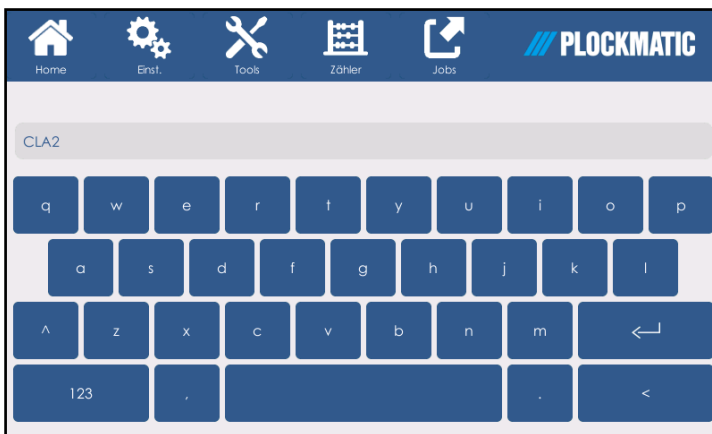 Home Einst. Tools Zähler Jobs PLOCKMATIC
CLA2
q w e r t y u i o p
a s d f g h j k l
^ z x c v b n m
123 , . <